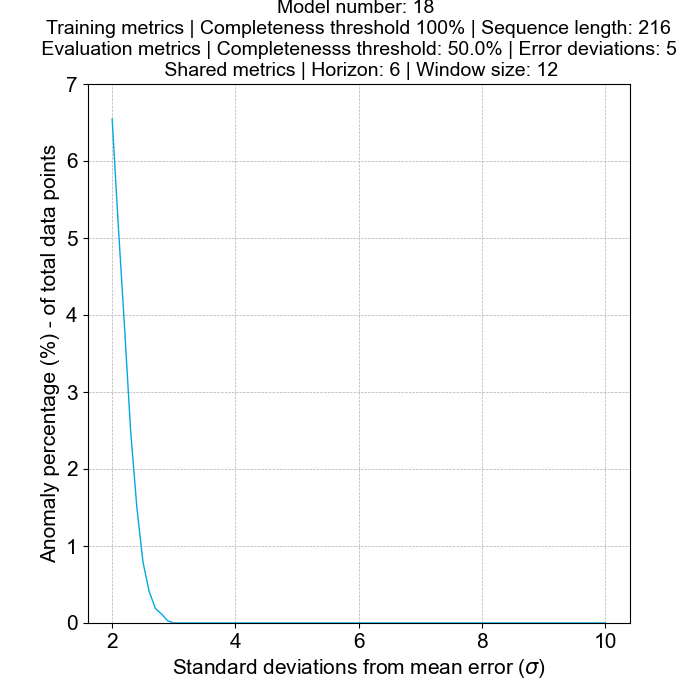 Model number: 18
Training metrics | Completeness threshold 100% | Sequence length: 216
Evaluation metrics | Completenesss threshold: 50.0% | Error deviations: 5
Shared metrics | Horizon: 6 | Window size: 12
7
6
5
4
3
2
1
0
Anomaly percentage (%) - of total data points
2 4 6 8 10
Standard deviations from mean error (σ)